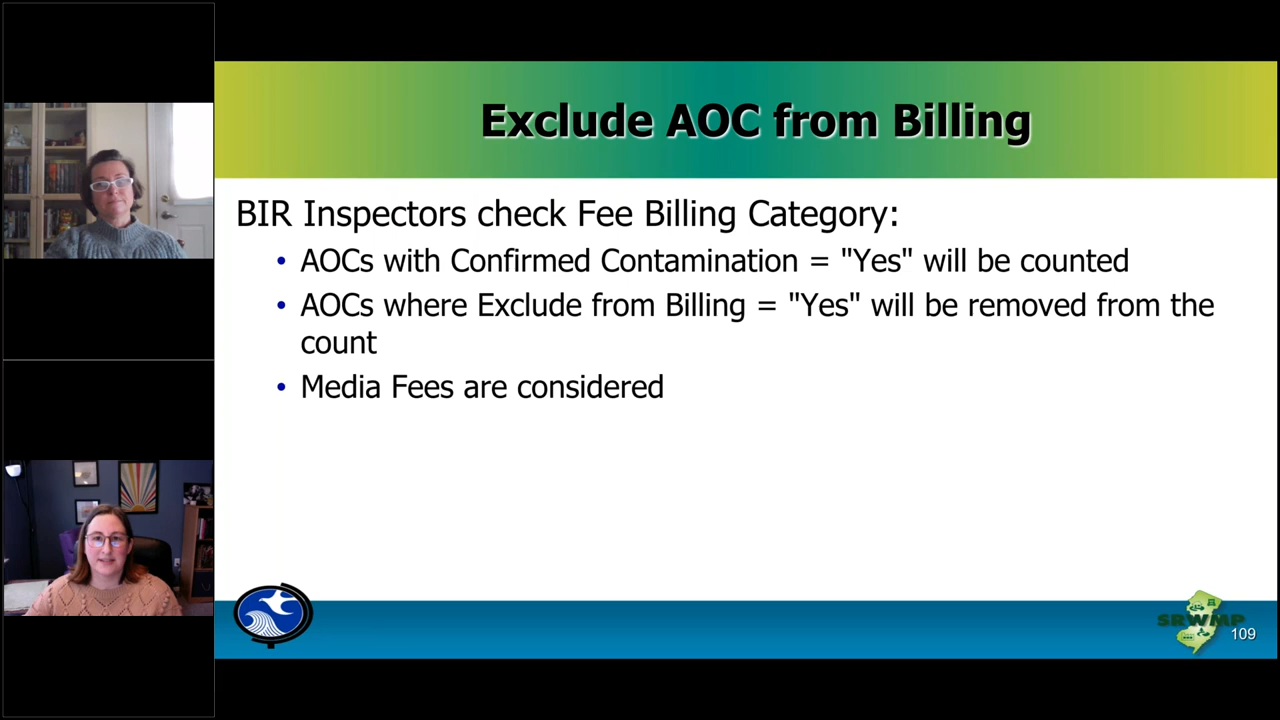 Exclude AOC from Billing
BIR Inspectors check Fee Billing Category:
• AOCs with Confirmed Contamination = "Yes" will be counted
• AOCs where Exclude from Billing = "Yes" will be removed from the
count
• Media Fees are considered
SRWMP
109